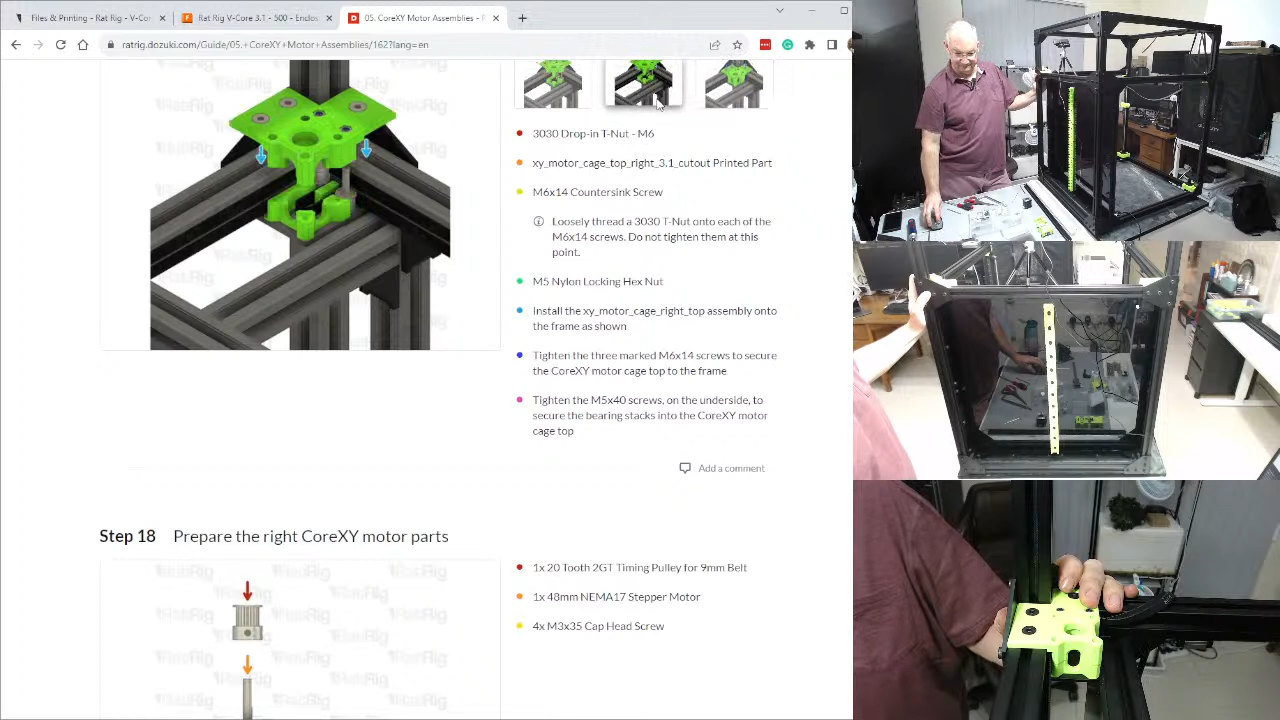 Files & Printing - Rat Rig - V-Cor
Rat Rig V-Core 3.1 - 500 - Enclos
05. CoreXY Motor Assemblies - R
ratrig.dozuki.com/Guide/05.+CoreXY+Motor+Assemblies/162?lang=en
3030 Drop-in T-Nut - M6
xy_motor_cage_top_right_3.1_cutout Printed Part
M6x14 Countersink Screw
Loosely thread a 3030 T-Nut onto each of the
M6x14 screws. Do not tighten them at this
point.
M5 Nylon Locking Hex Nut
Install the xy_motor_cage_right_top assembly onto
the frame as shown
Tighten the three marked M6x14 screws to secure
the CoreXY motor cage top to the frame
Tighten the M5x40 screws, on the underside, to
secure the bearing stacks into the CoreXY motor
cage top
Add a comment
Step 18 Prepare the right CoreXY motor parts
1x 20 Tooth 2GT Timing Pulley for 9mm Belt
1x 48mm NEMA17 Stepper Motor
4x M3x35 Cap Head Screw